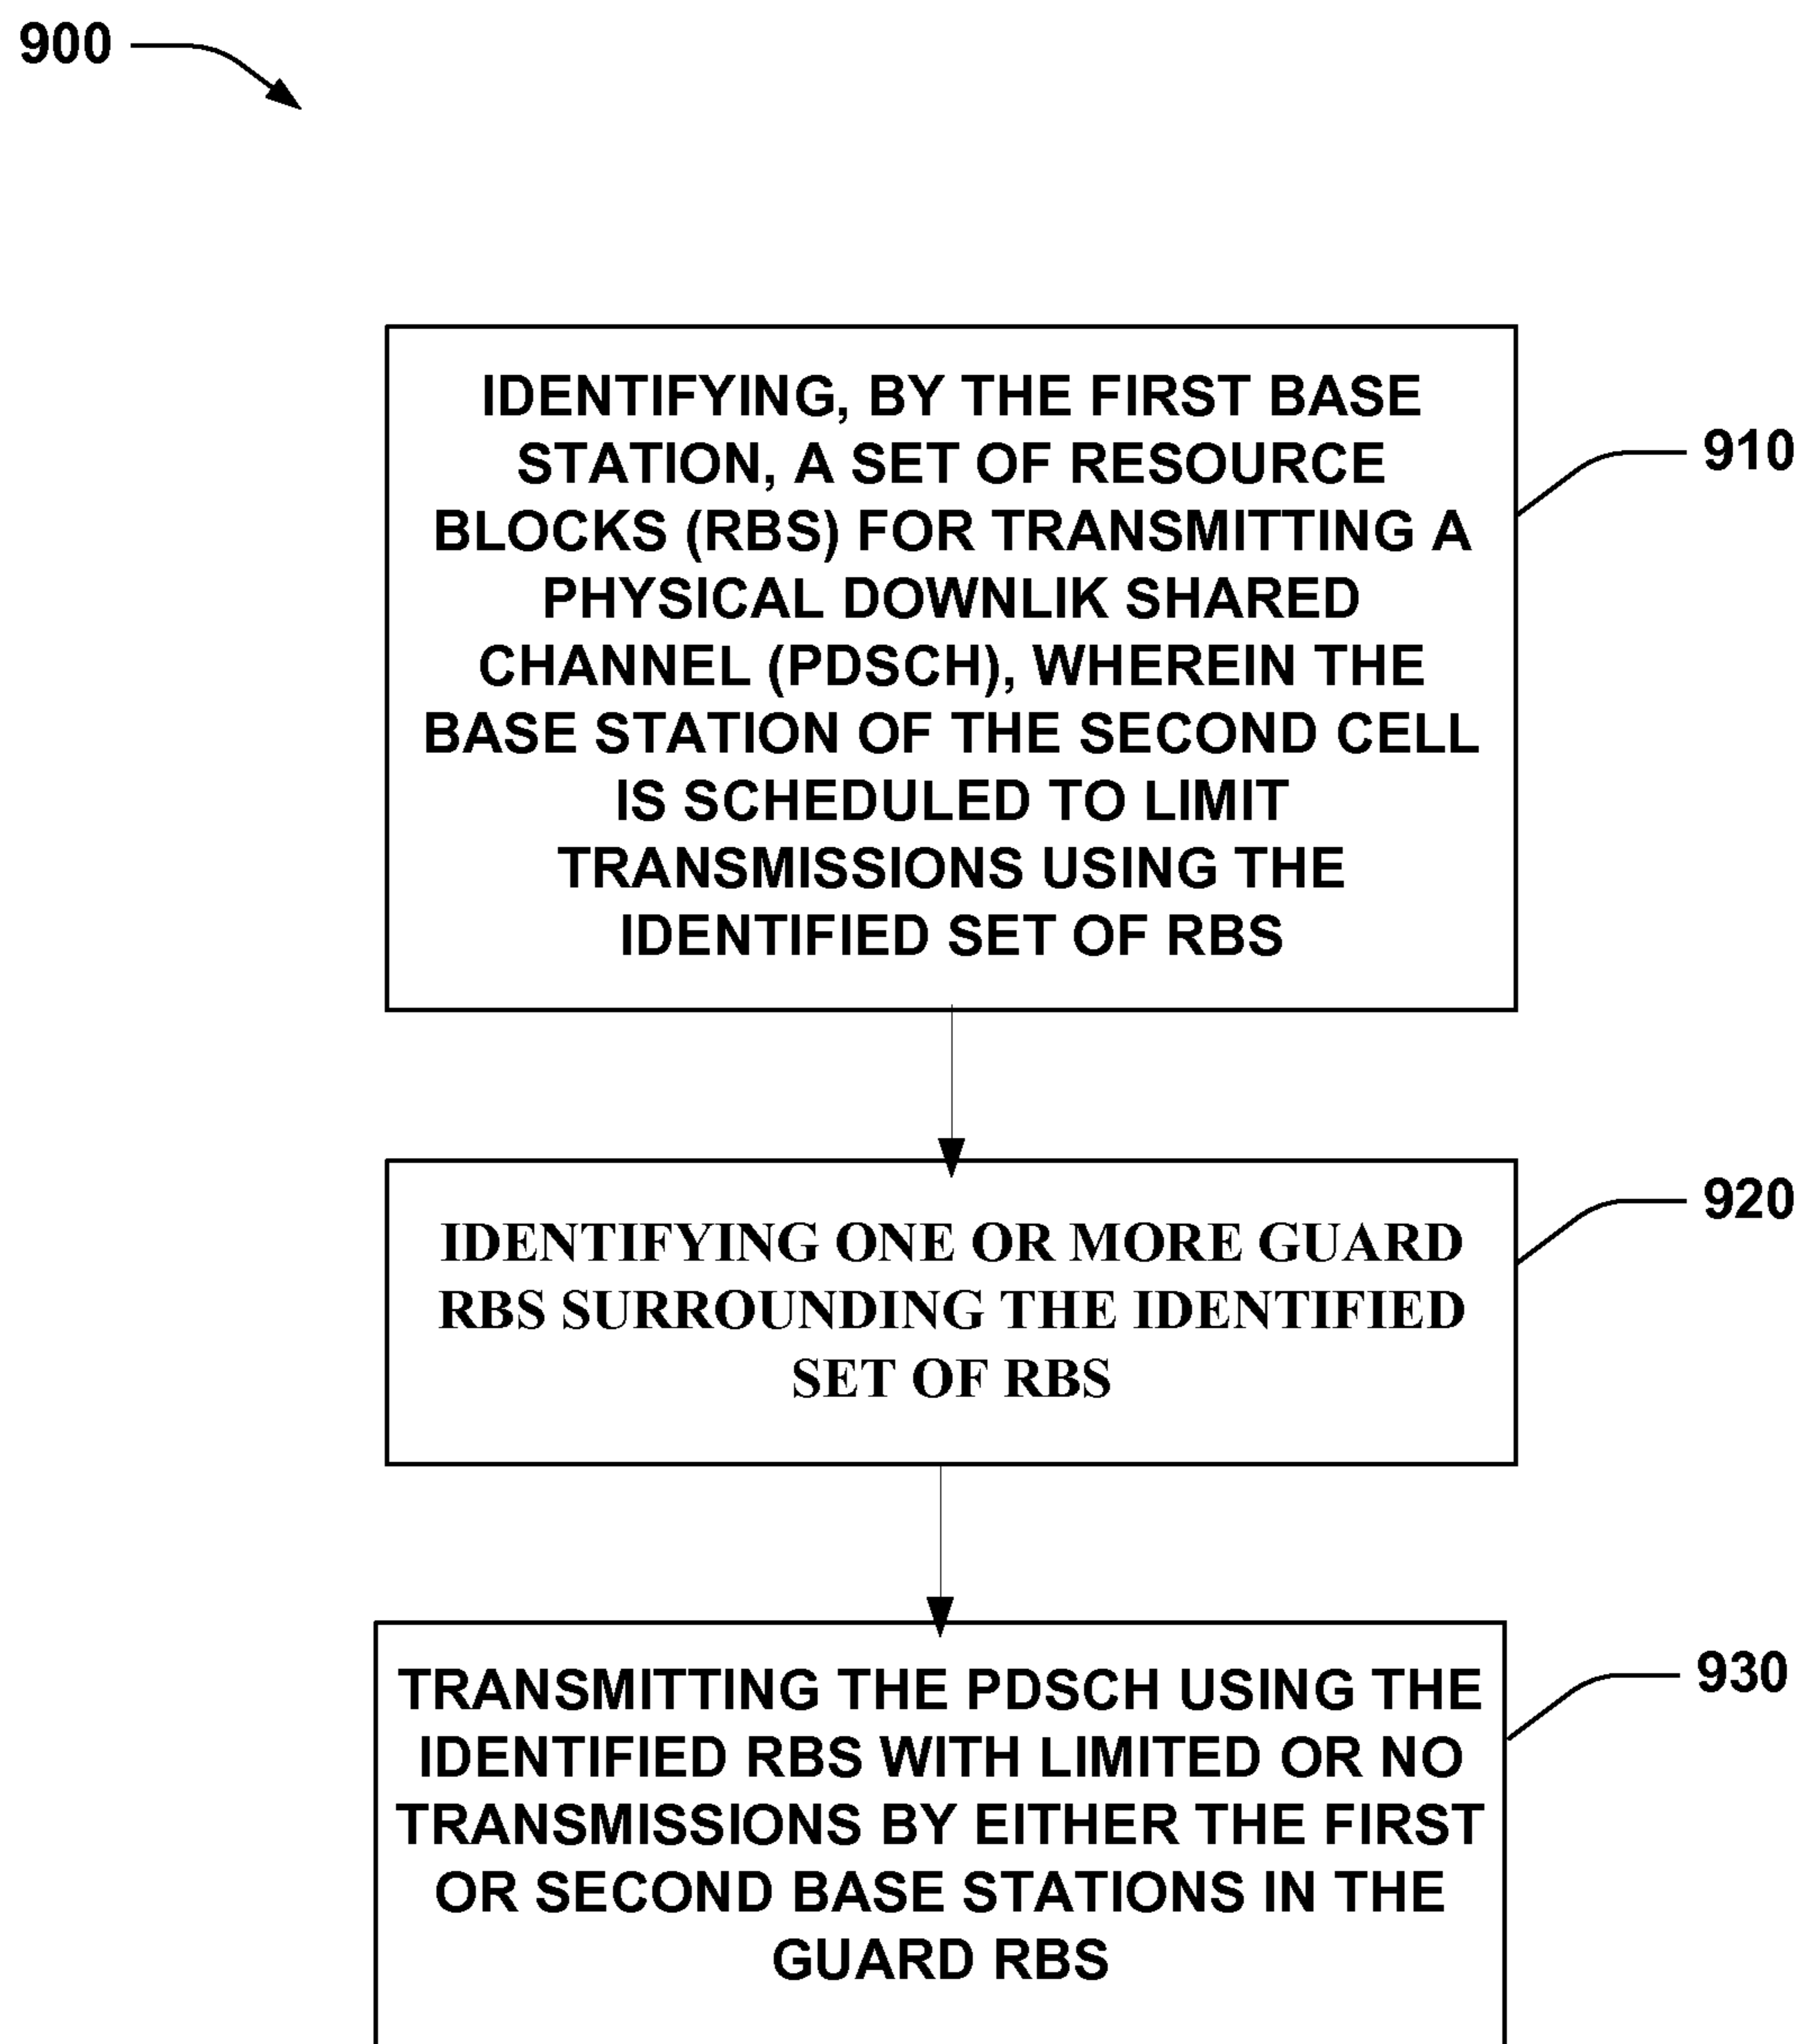 900
IDENTIFYING, BY THE FIRST BASE
STATION, A SET OF RESOURCE
BLOCKS (RBS) FOR TRANSMITTING A
PHYSICAL DOWNLIK SHARED
CHANNEL (PDSCH), WHEREIN THE
BASE STATION OF THE SECOND CELL
IS SCHEDULED TO LIMIT
TRANSMISSIONS USING THE
IDENTIFIED SET OF RBS
910
IDENTIFYING ONE OR MORE GUARD
RBS SURROUNDING THE IDENTIFIED
SET OF RBS
920
TRANSMITTING THE PDSCH USING THE
IDENTIFIED RBS WITH LIMITED OR NO
TRANSMISSIONS BY EITHER THE FIRST
OR SECOND BASE STATIONS IN THE
GUARD RBS
930